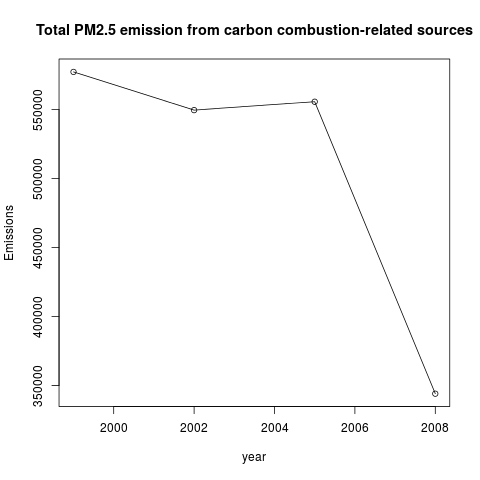 Total PM2.5 emission from carbon combustion-related sources
Emissions
550000
500000
450000
400000
350000
2000 2002 2004 2006 2008
year